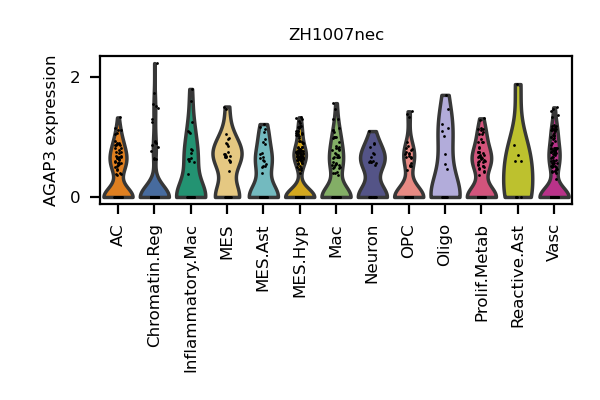 ZH1007nec
AGAP3 expression
2
0
AC
Chromatin.Reg
Inflammatory.Mac
MES
MES.Ast
MES.Hyp
Mac
Neuron
OPC
Oligo
Prolif.Metab
Reactive.Ast
Vasc